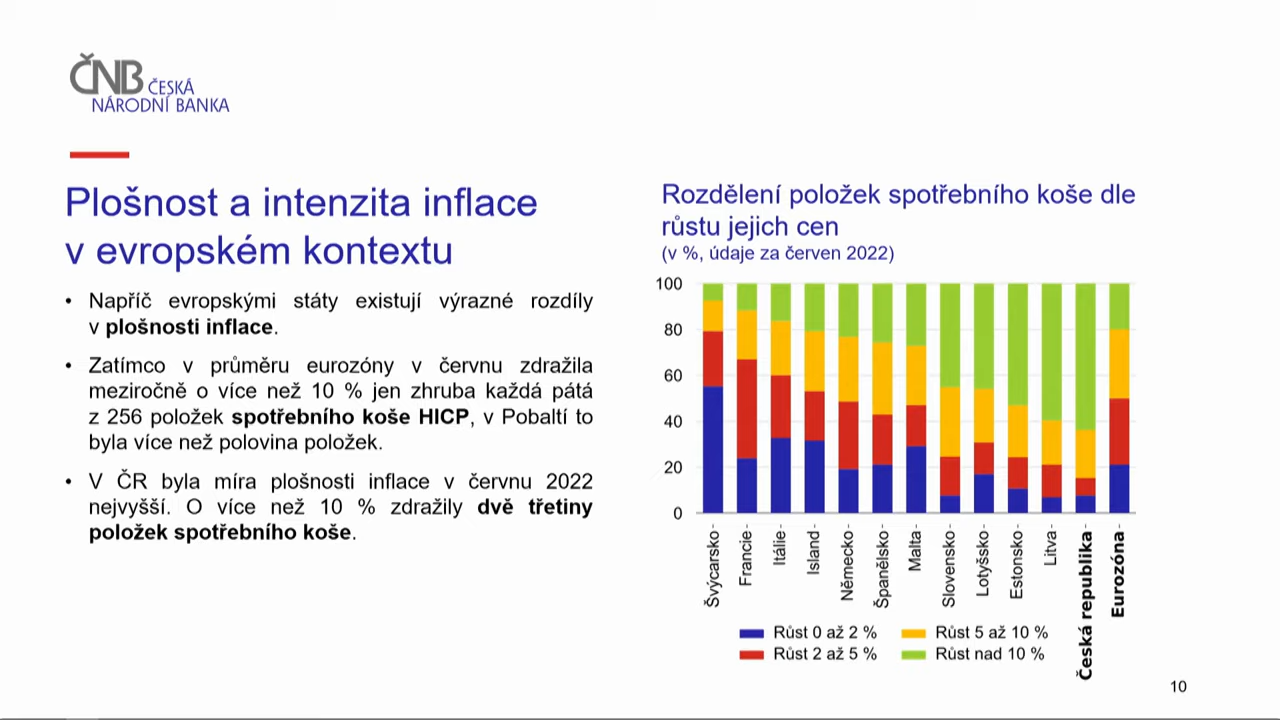 ČNB ČESKÁ
NÁRODNÍ BANKA
Plošnost a intenzita inflace
v evropském kontextu
• Napříč evropskými státy existují výrazné rozdíly
v plošnosti inflace.
• Zatímco v průměru eurozóny v červnu zdražila
meziročně o více než 10 % jen zhruba každá pátá
z 256 položek spotřebního koše HICP, v Pobaltí to
byla více než polovina položek.
• V ČR byla míra plošnosti inflace v červnu 2022
nejvyšší. O více než 10 % zdražily dvě třetiny
položek spotřebního koše.
Rozdělení položek spotřebního koše dle
růstu jejich cen
(v %, údaje za červen 2022)
100
80
60
40
20
0
Švýcarsko
Francie
Itálie
Island
Německo
Španělsko
Malta
Slovensko
Lotyšsko
Estonsko
Litva
Česká republika
Eurozóna
Růst 0 až 2 %
Růst 5 až 10 %
Růst 2 až 5 %
Růst nad 10 %
10